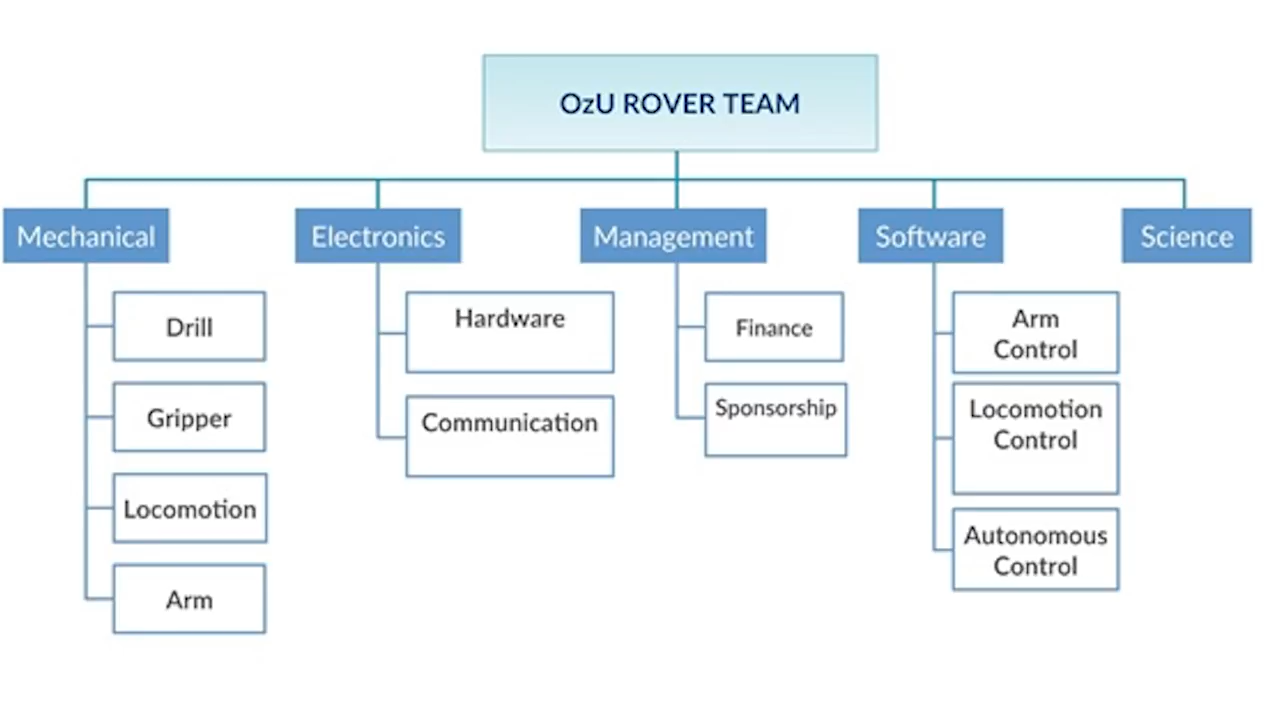 OzU ROVER TEAM
Mechanical
Electronics
Management
Software
Science
Drill
Gripper
Locomotion
Arm
Hardware
Communication
Finance
Sponsorship
Arm
Control
Locomotion
Control
Autonomous
Control